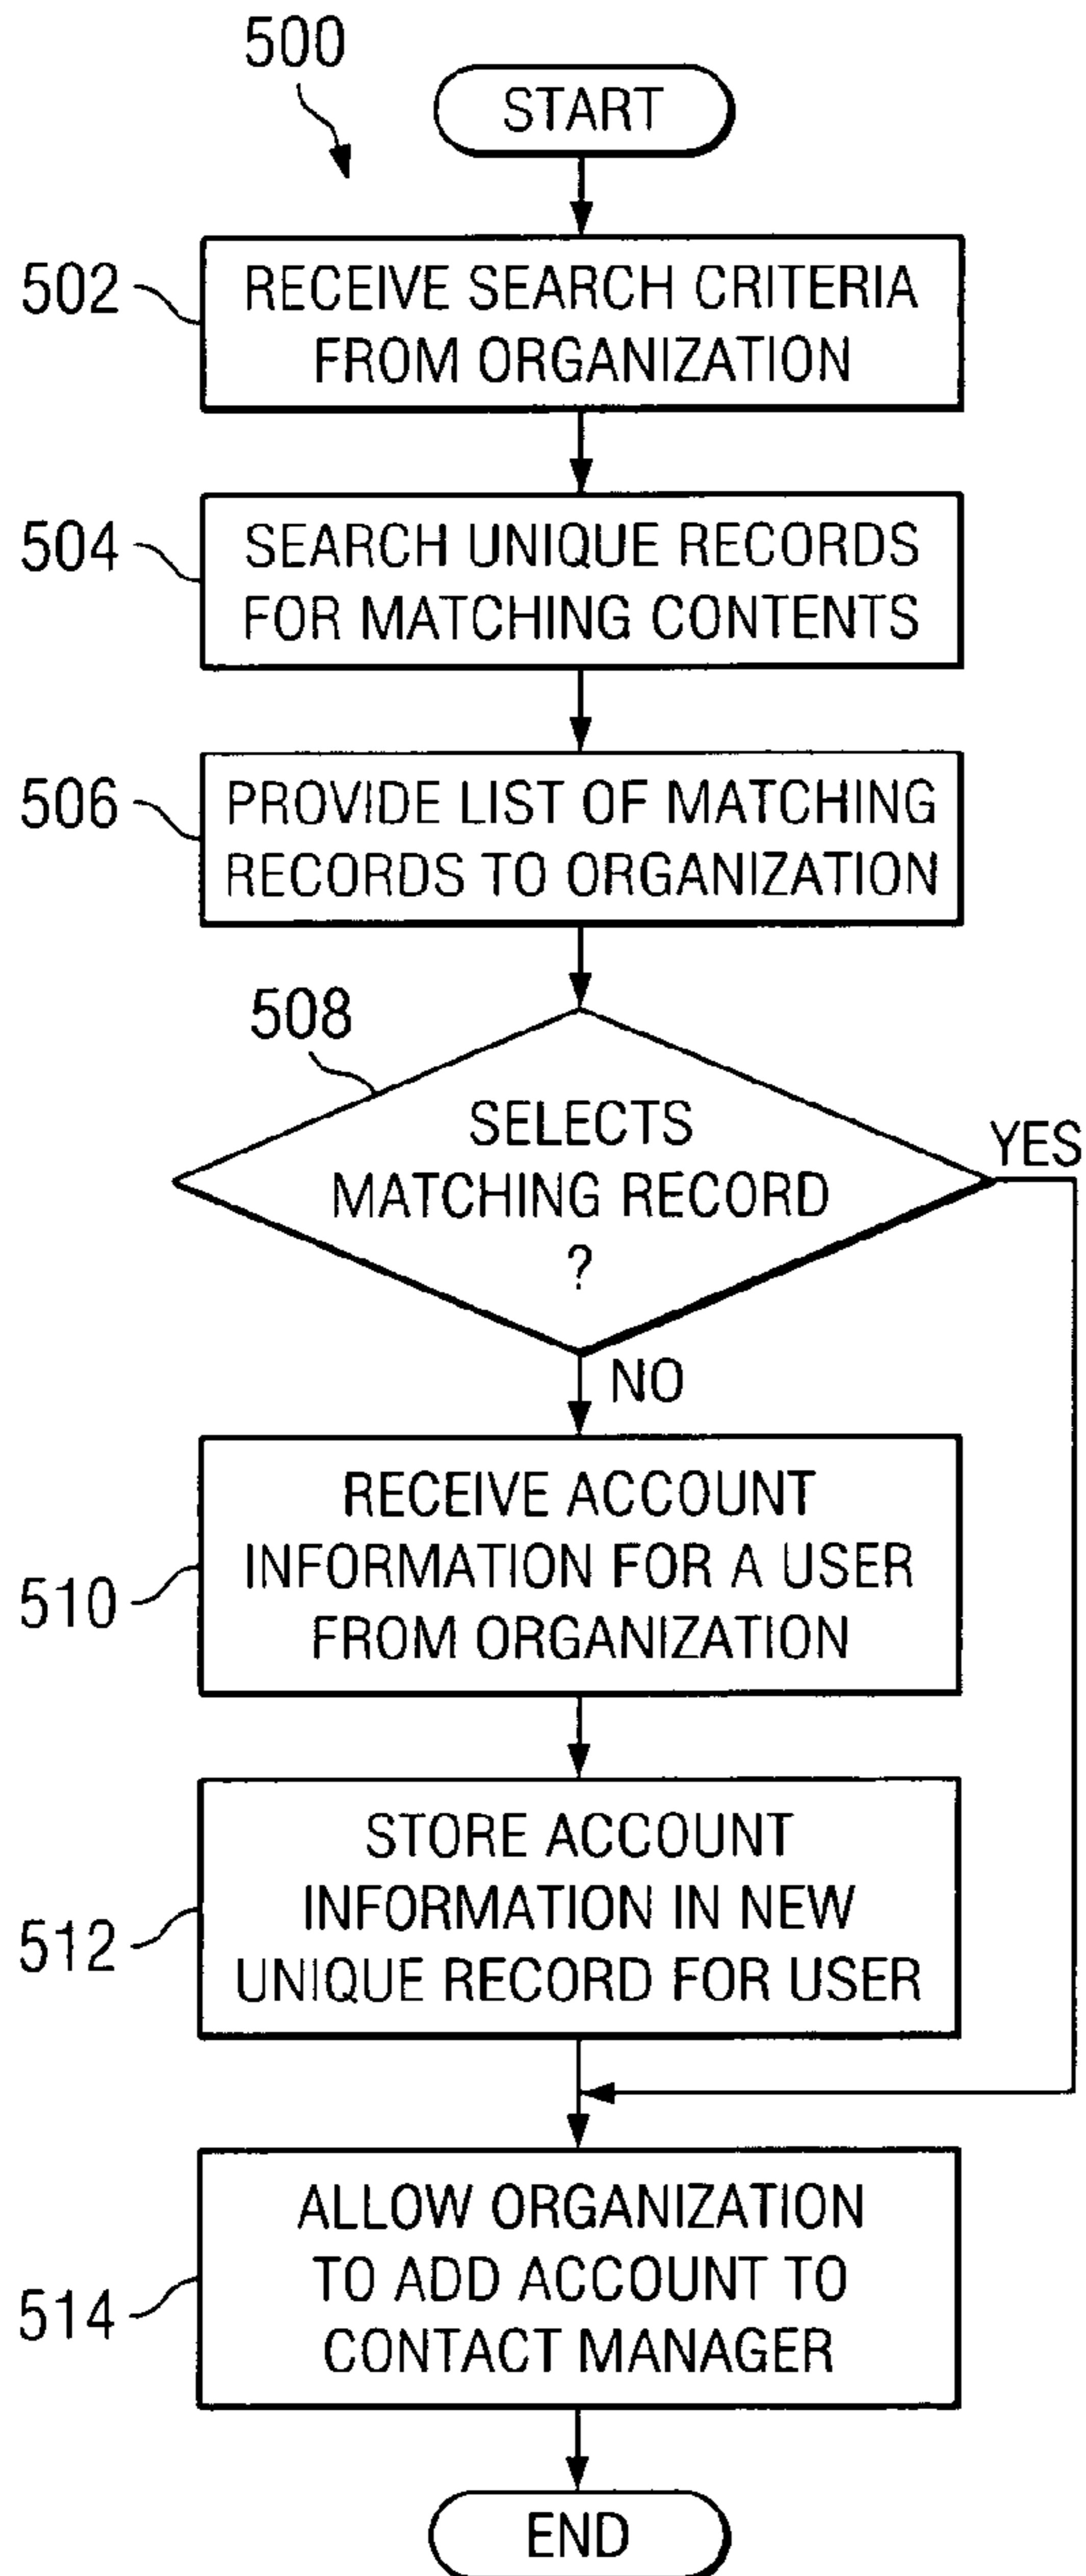 500
START
502
RECEIVE SEARCH CRITERIA
FROM ORGANIZATION
504
SEARCH UNIQUE RECORDS
FOR MATCHING CONTENTS
506
PROVIDE LIST OF MATCHING
RECORDS TO ORGANIZATION
508
SELECTS
MATCHING RECORD
?
YES
NO
510
RECEIVE ACCOUNT
INFORMATION FOR A USER
FROM ORGANIZATION
512
STORE ACCOUNT
INFORMATION IN NEW
UNIQUE RECORD FOR USER
514
ALLOW ORGANIZATION
TO ADD ACCOUNT TO
CONTACT MANAGER
END